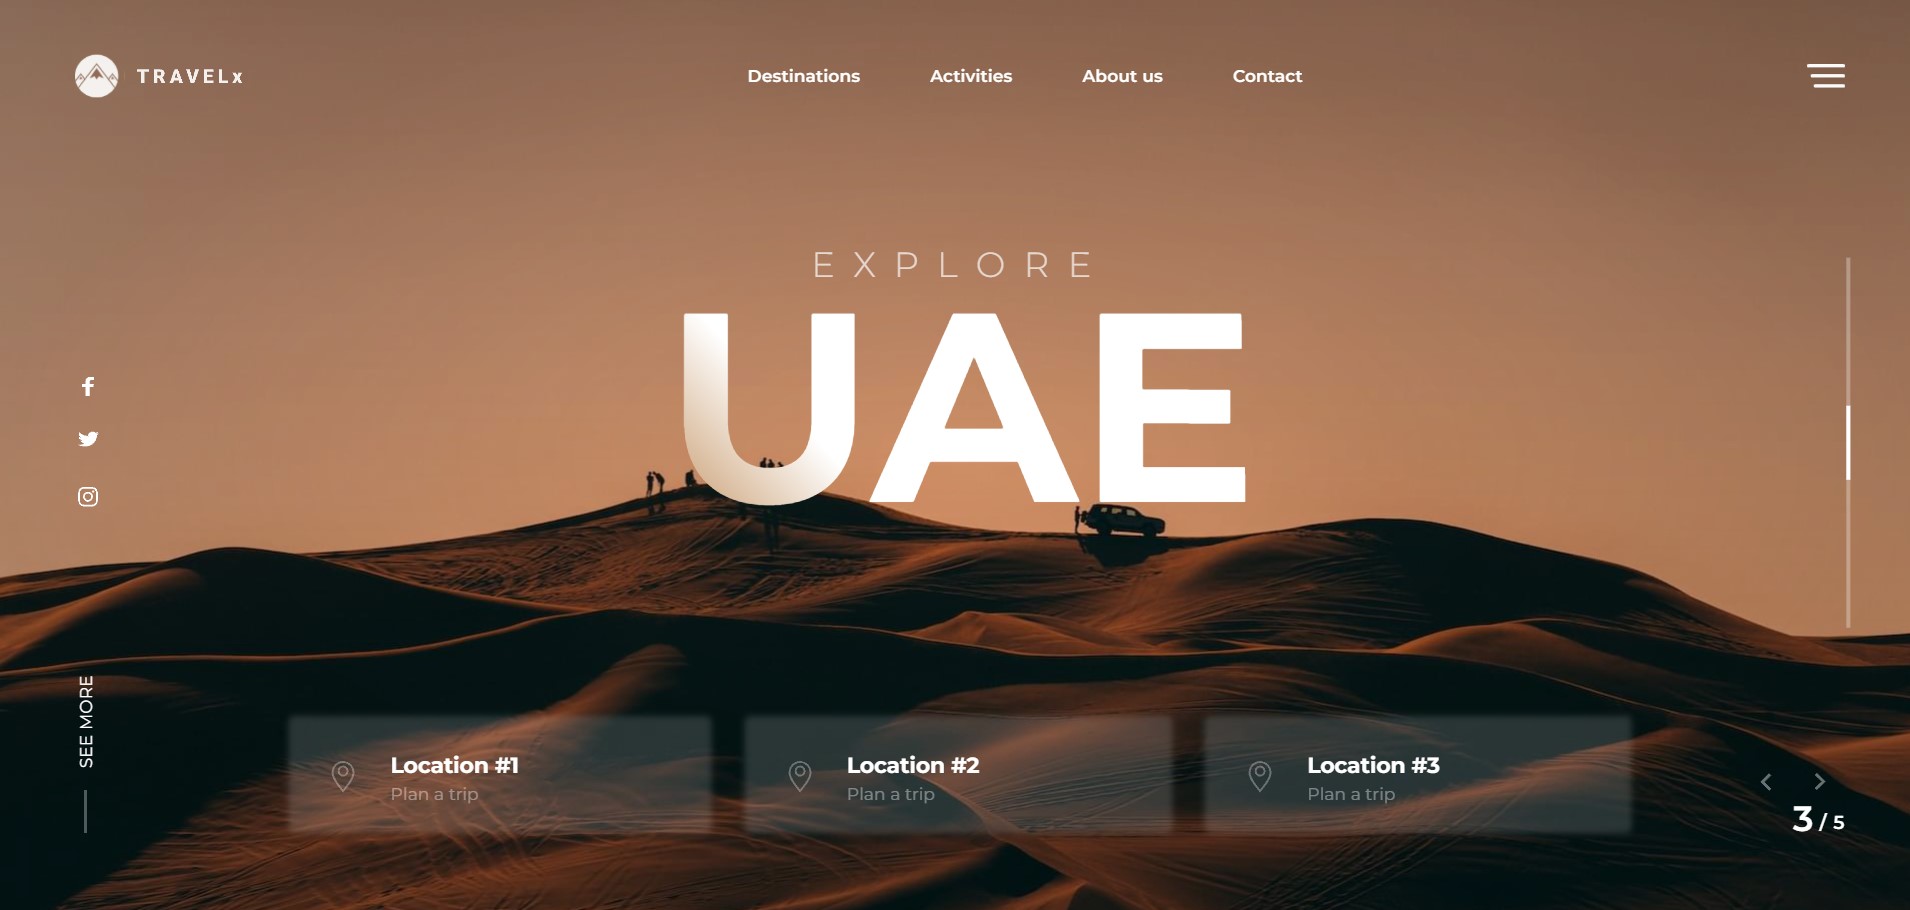 TRAVELx
Destinations
Activities
About us
Contact
EXPLORE
UAE
SEE MORE
Location #1
Plan a trip
Location #2
Plan a trip
Location #3
Plan a trip
3 / 5